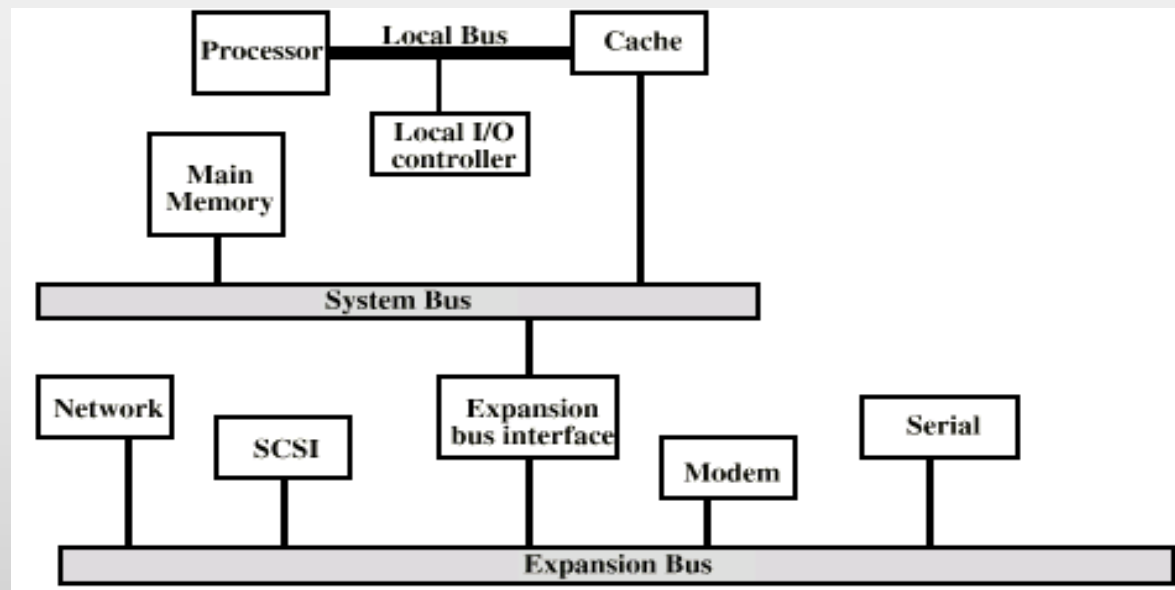 Local Bus
Processor
Cache
Local I/O
controller
Main
Memory
System Bus
Network
SCSI
Expansion
bus interface
Modem
Serial
Expansion Bus